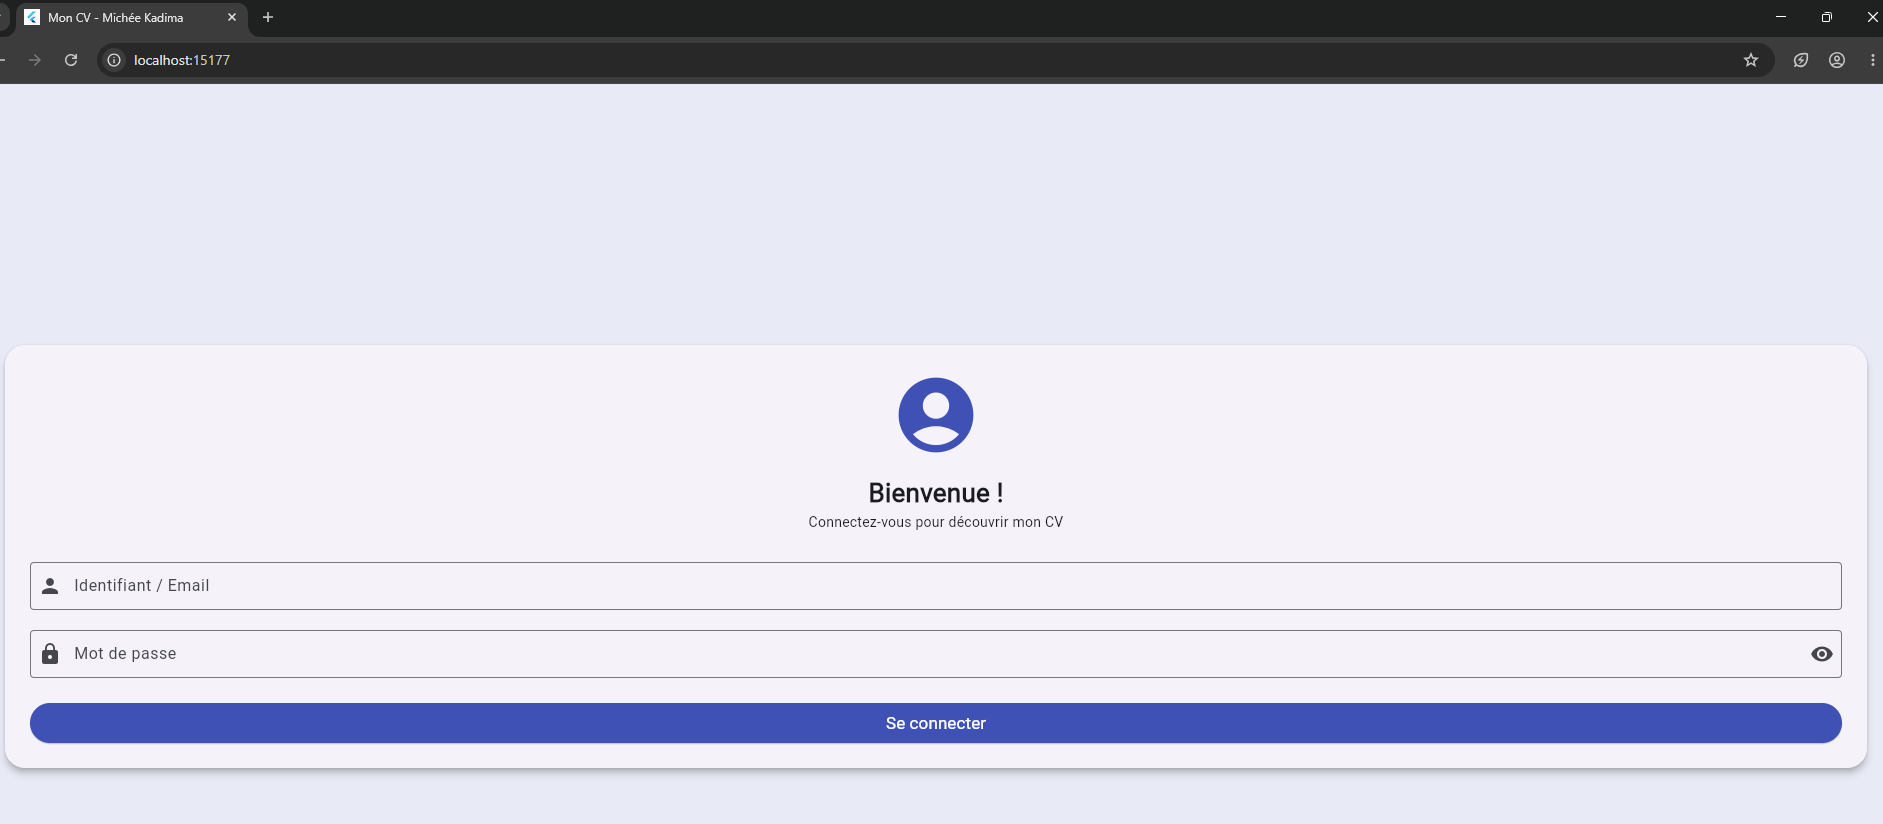 Mon CV - Michée Kadima
localhost:15177
Bienvenue !
Connectez-vous pour découvrir mon CV
Identifiant / Email
Mot de passe
Se connecter